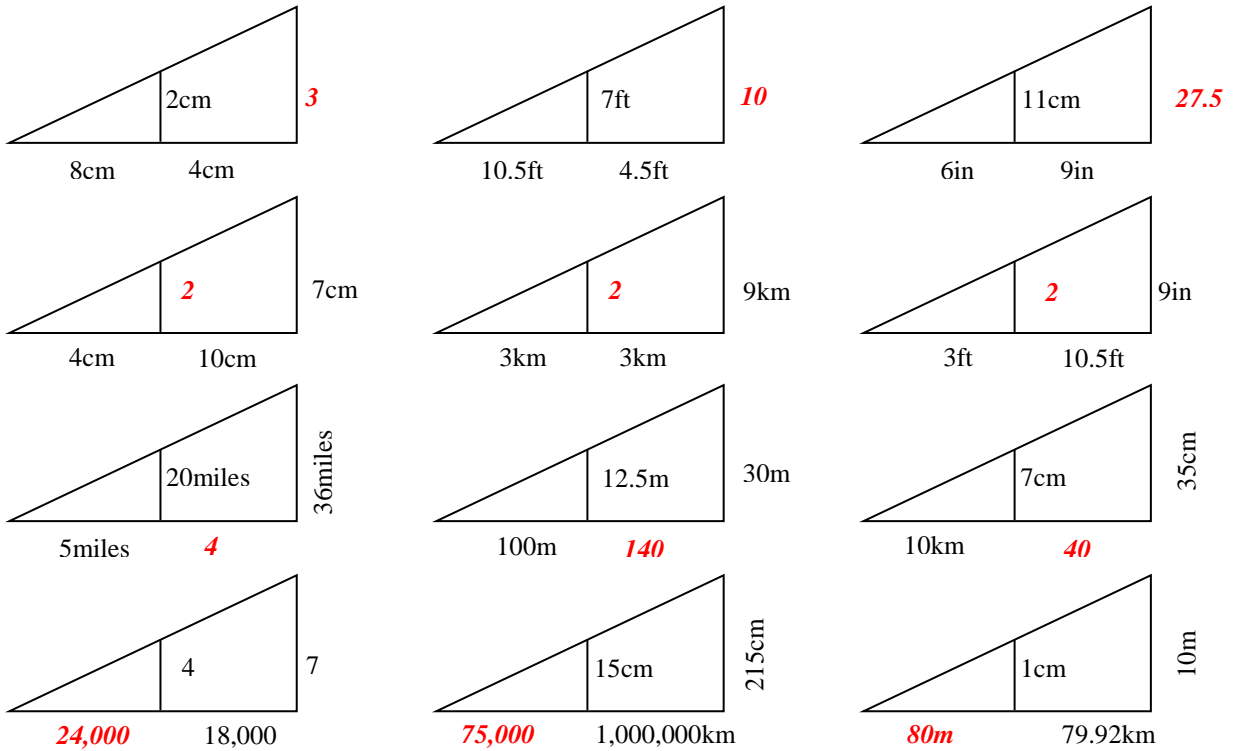 2cm 3 7ft 10 11cm 27.5
8cm 4cm 10.5ft 4.5ft 6in 9in
2 7cm 2 9km 2 9in
4cm 10cm 3km 3km 3ft 10.5ft
20miles 36miles 12.5m 30m 7cm 35cm
5miles 4 100m 140 10km 40
4 7 15cm 215cm 1cm 10m
24,000 18,000 75,000 1,000,000km 80m 79.92km